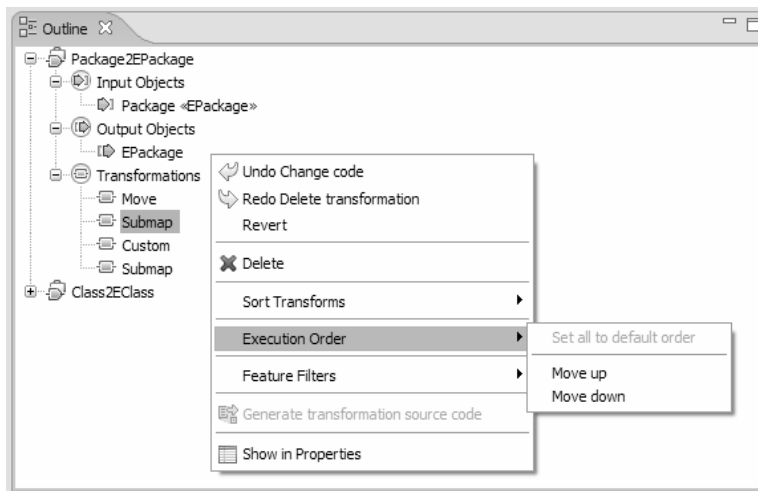 Outline
Package2EPackage
Input Objects
Package «EPackage»
Output Objects
EPackage
Transformations
Move
Submap
Custom
Submap
Class2EClass
Undo Change code
Redo Delete transformation
Revert
Delete
Sort Transforms
Execution Order
Feature Filters
Generate transformation source code
Show in Properties
Set all to default order
Move up
Move down